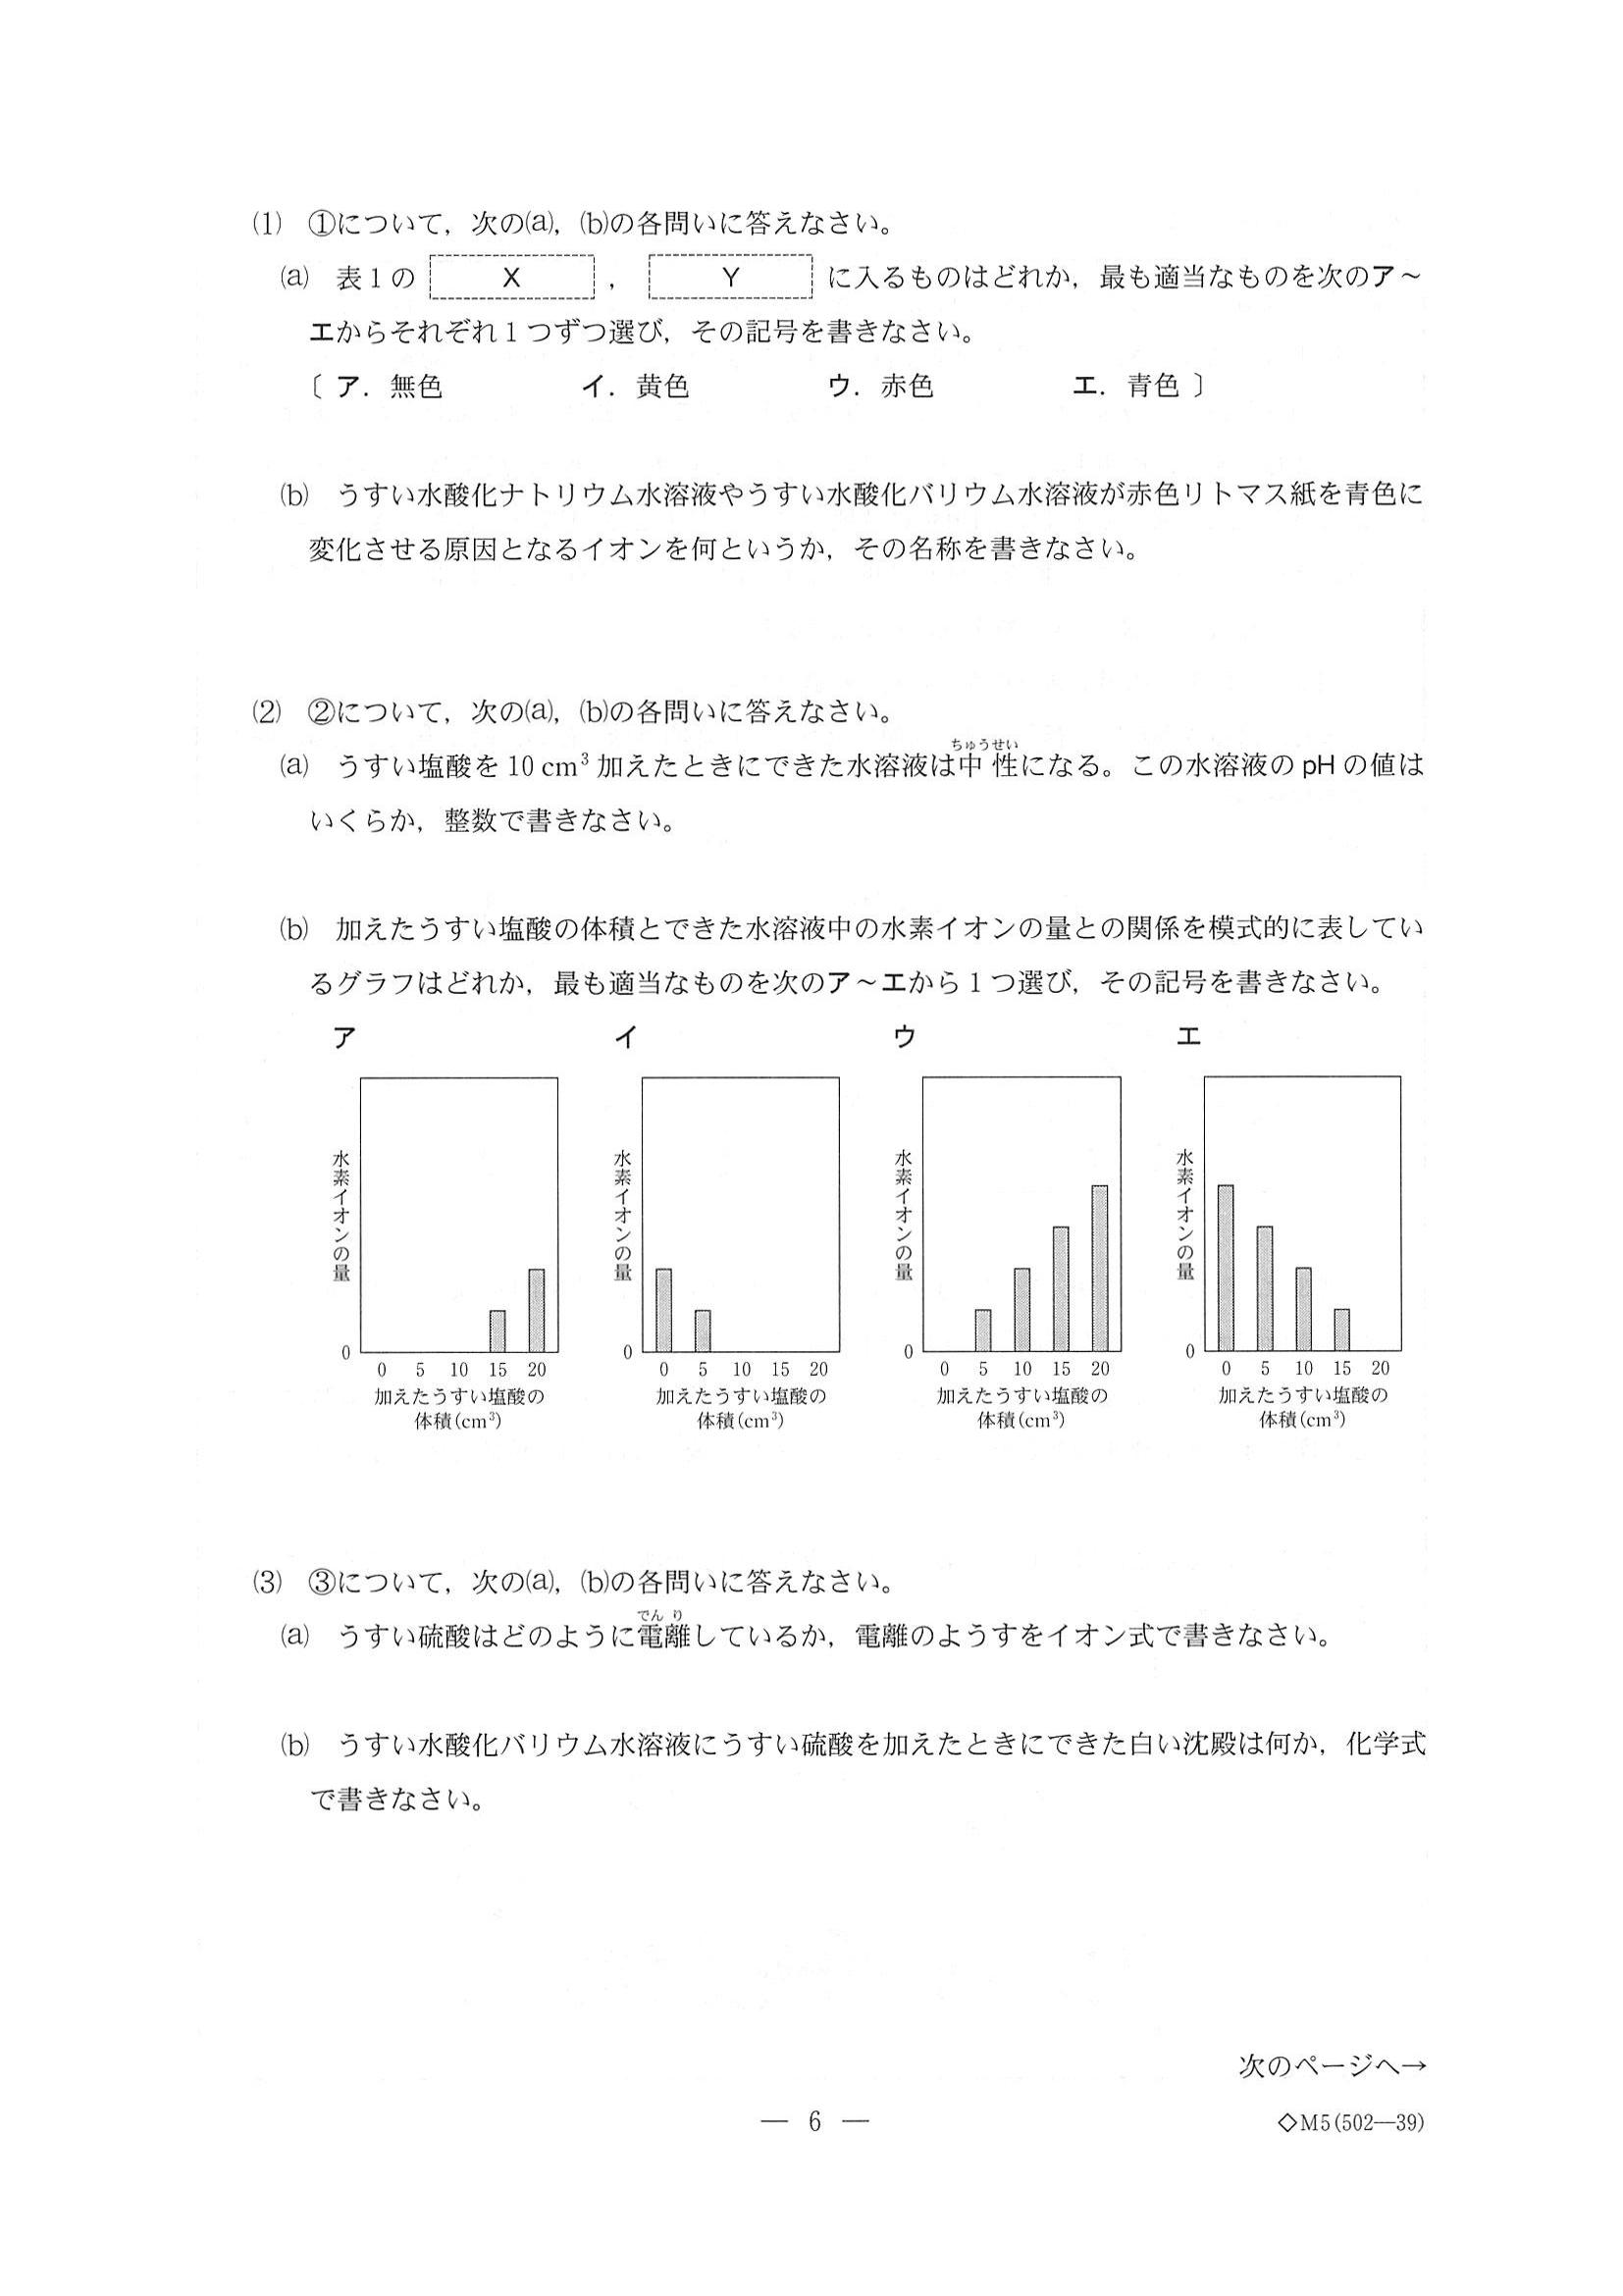 (1) ①について，次の(a)，(b)の各問いに答えなさい。
(a) 表1の X ， Y に入るものはどれか，最も適当なものを次のア～
エからそれぞれ1つずつ選び，その記号を書きなさい。
〔 ア．無色 イ．黄色 ウ．赤色 エ．青色 〕
(b) うすい水酸化ナトリウム水溶液やうすい水酸化バリウム水溶液が赤色リトマス紙を青色に
変化させる原因となるイオンを何というか，その名称を書きなさい。
(2) ②について，次の(a)，(b)の各問いに答えなさい。
ちゅうせい
(a) うすい塩酸を10 cm³加えたときにできた水溶液は中性になる。この水溶液のpHの値は
いくらか，整数で書きなさい。
(b) 加えたうすい塩酸の体積とできた水溶液中の水素イオンの量との関係を模式的に表してい
るグラフはどれか，最も適当なものを次のア～エから1つ選び，その記号を書きなさい。
ア
水素イオンの量
0
0 5 10 15 20
加えたうすい塩酸の
体積(cm³)
イ
水素イオンの量
0
0 5 10 15 20
加えたうすい塩酸の
体積(cm³)
ウ
水素イオンの量
0
0 5 10 15 20
加えたうすい塩酸の
体積(cm³)
エ
水素イオンの量
0
0 5 10 15 20
加えたうすい塩酸の
体積(cm³)
(3) ③について，次の(a)，(b)の各問いに答えなさい。
でんり
(a) うすい硫酸はどのように電離しているか，電離のようすをイオン式で書きなさい。
(b) うすい水酸化バリウム水溶液にうすい硫酸を加えたときにできた白い沈殿は何か，化学式
で書きなさい。
次のページへ→
— 6 —
◇M5(502—39)